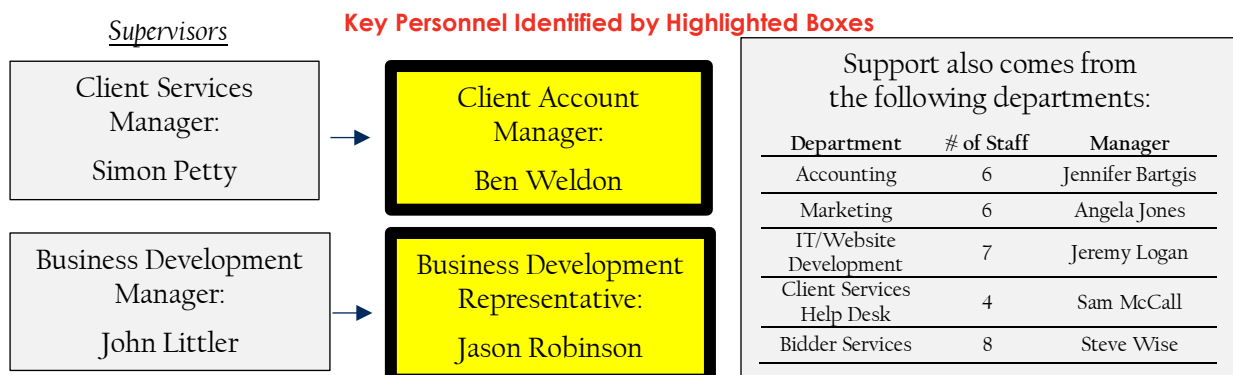 Key Personnel Identified by Highlighted Boxes
Supervisors
Client Services
Manager:
Simon Petty
Client Account
Manager:
Ben Weldon
Business Development
Manager:
John Littler
Business Development
Representative:
Jason Robinson
Support also comes from
the following departments:
Department # of Staff Manager
Accounting 6 Jennifer Bartgis
Marketing 6 Angela Jones
IT/Website
Development 7 Jeremy Logan
Client Services
Help Desk 4 Sam McCall
Bidder Services 8 Steve Wise